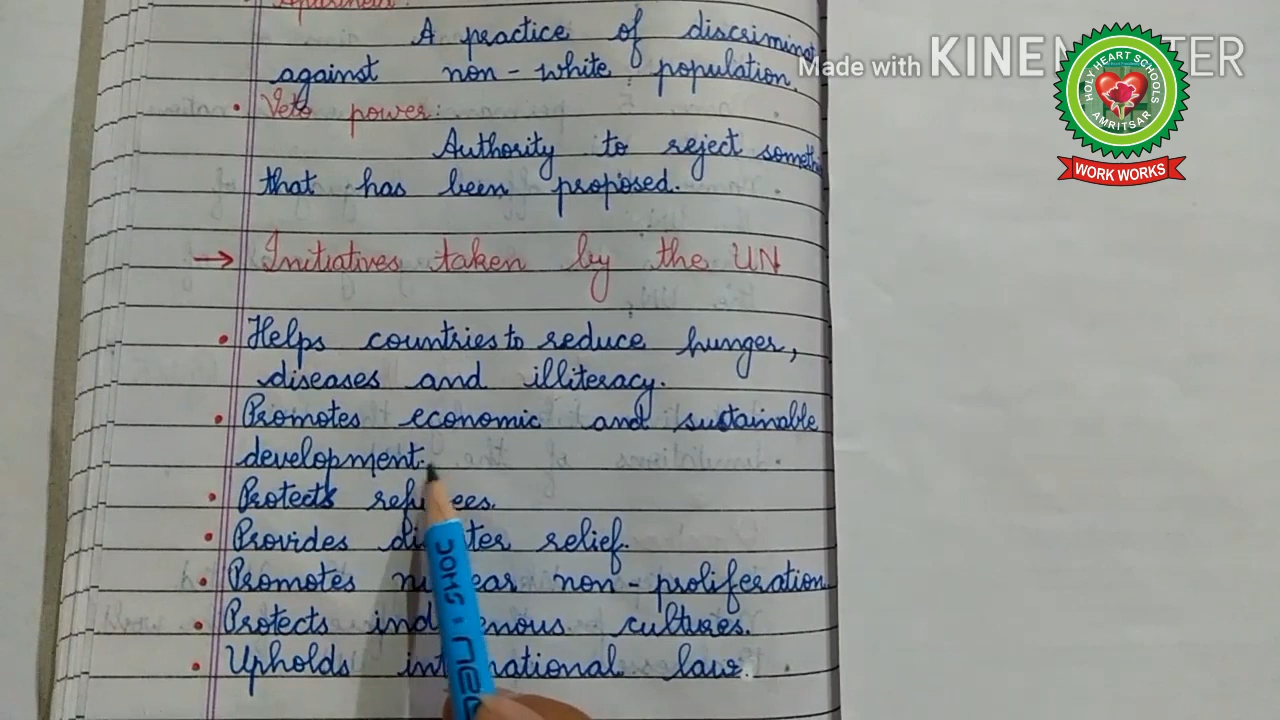 Apartheid:
A practice of discriminat
against non-white population.
• Veto power:
Authority to reject someth
that has been proposed.
→ Initiatives taken by the UN
• Helps countries to reduce hunger,
diseases and illiteracy.
• Promotes economic and sustainable
development.
• Protects refugees.
• Provides disaster relief.
• Promotes nuclear non-proliferation
• Protects indigenous cultures.
• Upholds international law.
Made with KINEMASTER
HOLY HEART SCHOOLS
AMRITSAR
WORK WORKS
DOMS